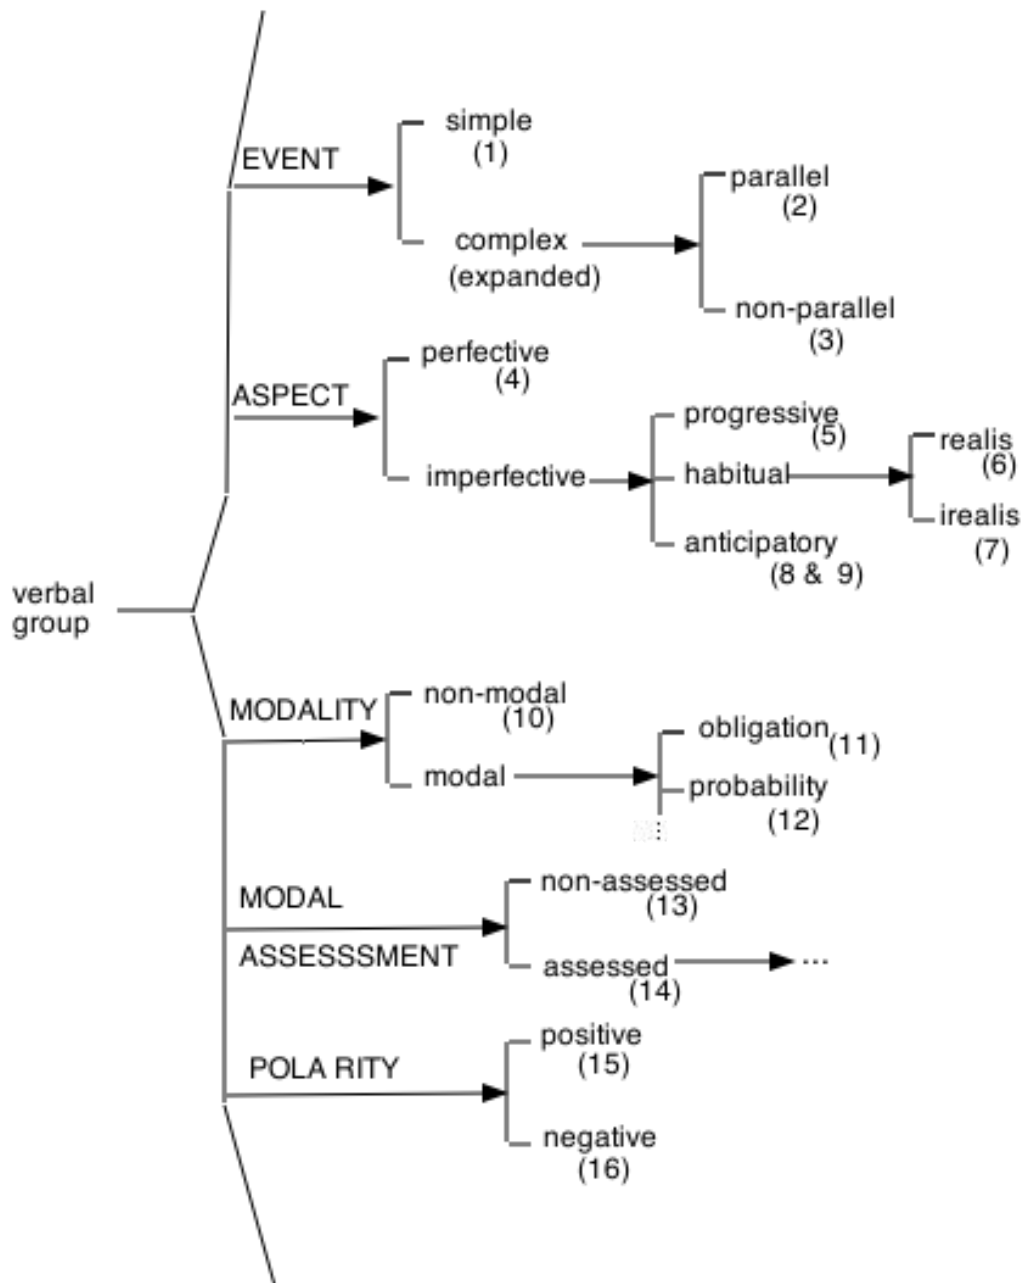 simple
(1)
EVENT
parallel
(2)
complex
(expanded)
non-parallel
(3)
perfective
(4)
ASPECT
progressive
(5)
realis
(6)
imperfective
habitual
irealis
(7)
anticipatory
(8 & 9)
verbal
group
non-modal
(10)
MODALITY
obligation
(11)
modal
probability
(12)
non-assessed
(13)
MODAL
ASSESSSMENT
assessed
(14)
...
positive
(15)
POLA RITY
negative
(16)